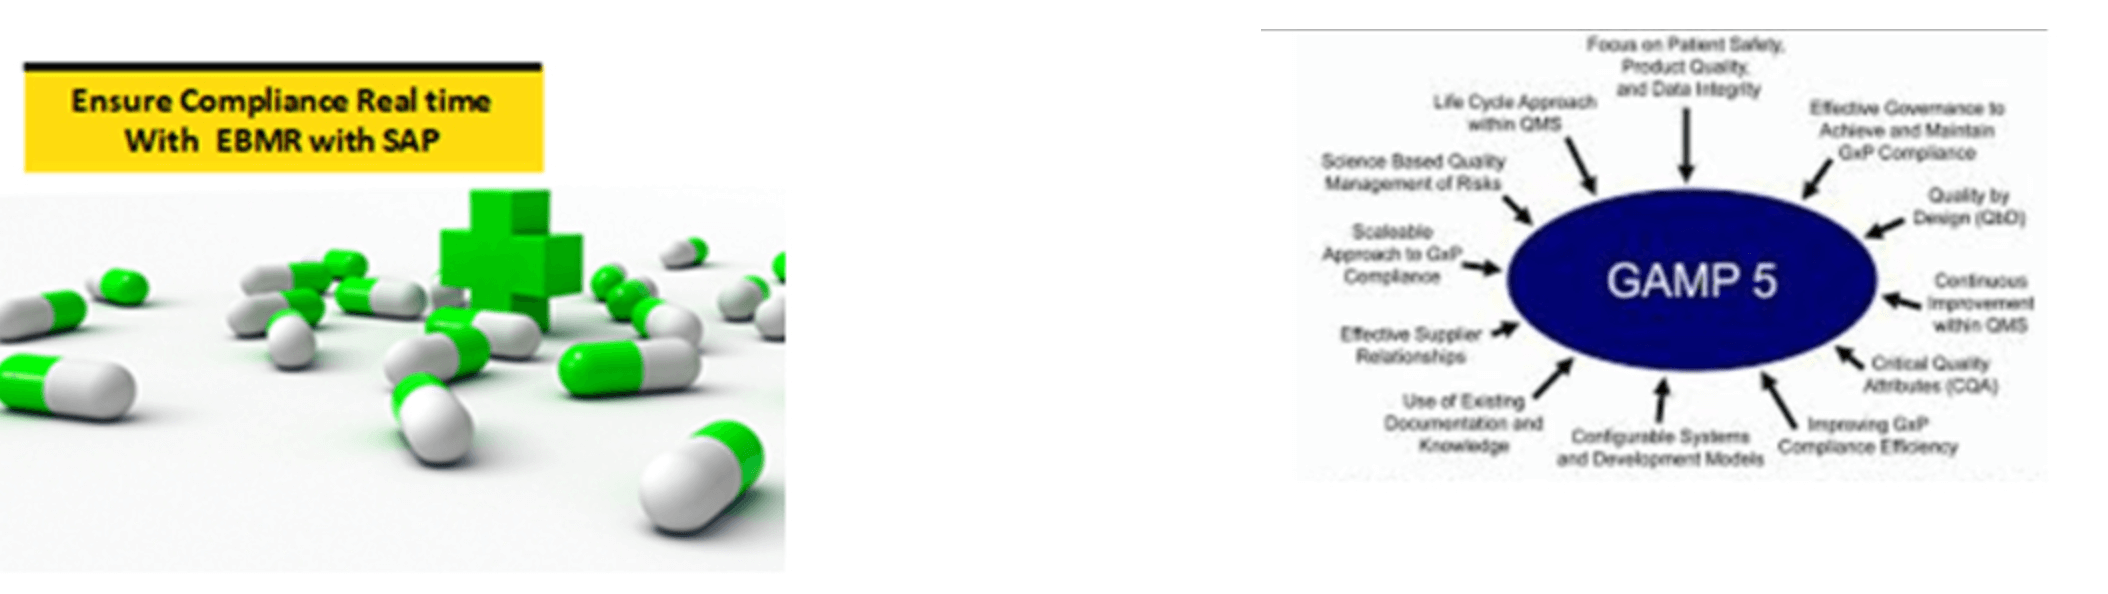 Ensure Compliance Real time
With EBMR with SAP
Focus on Patient Safety,
Product Quality,
and Data Integrity
Life Cycle Approach
within QMS
Effective Governance to
Achieve and Maintain
GxP Compliance
Science Based Quality
Management of Risks
Quality by
Design (QbD)
Scaleable
Approach to GxP
Compliance
GAMP 5
Continuous
Improvement
within QMS
Effective Supplier
Relationships
Critical Quality
Attributes (CQA)
Use of Existing
Documentation and
Knowledge
Configurable Systems
and Development Models
Improving GxP
Compliance Efficiency